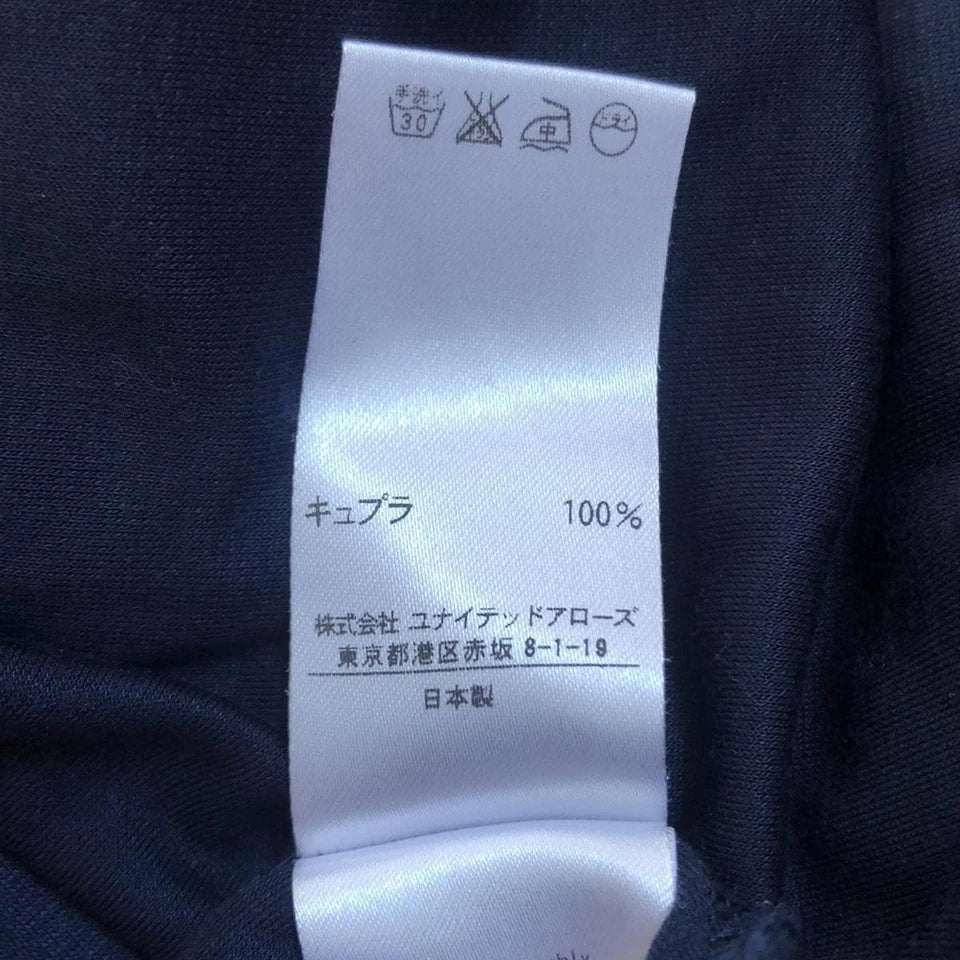 手洗イ
30
中
ドライ
キュプラ 100%
株式会社 ユナイテッドアローズ
東京都港区赤坂 8-1-19
日本製